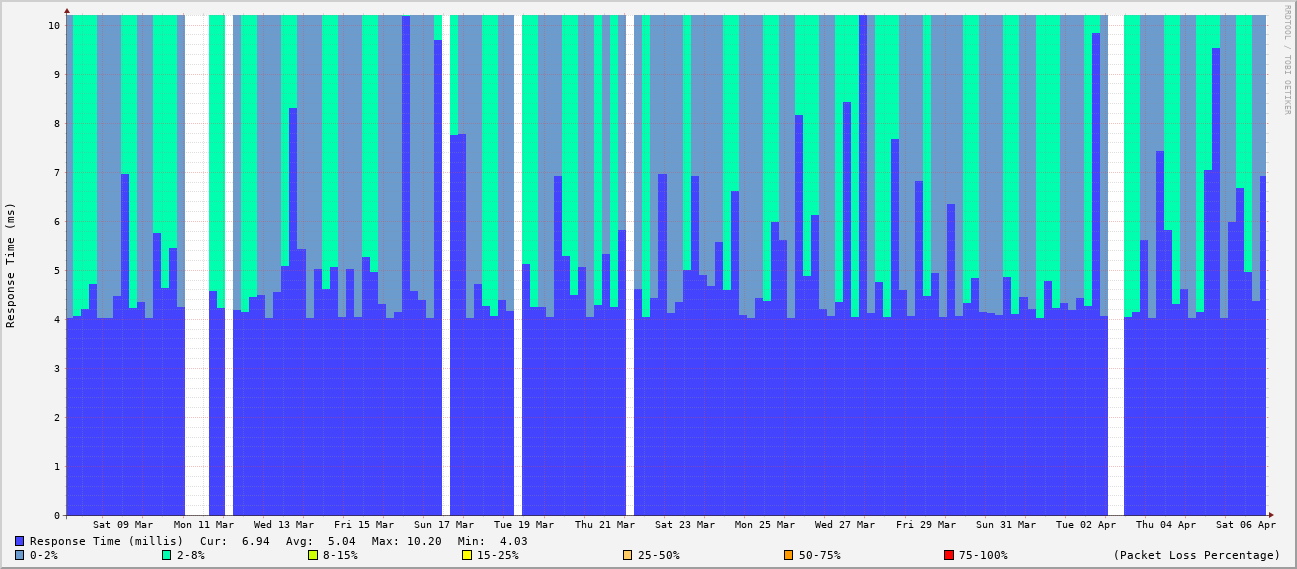 RRDTOOL / TOBI OETIKER
Response Time (ms)
10
9
8
7
6
5
4
3
2
1
0
Sat 09 Mar Mon 11 Mar Wed 13 Mar Fri 15 Mar Sun 17 Mar Tue 19 Mar Thu 21 Mar Sat 23 Mar Mon 25 Mar Wed 27 Mar Fri 29 Mar Sun 31 Mar Tue 02 Apr Thu 04 Apr Sat 06 Apr
Response Time (millis) Cur: 6.94 Avg: 5.04 Max: 10.20 Min: 4.03
0-2% 2-8% 8-15% 15-25% 25-50% 50-75% 75-100% (Packet Loss Percentage)